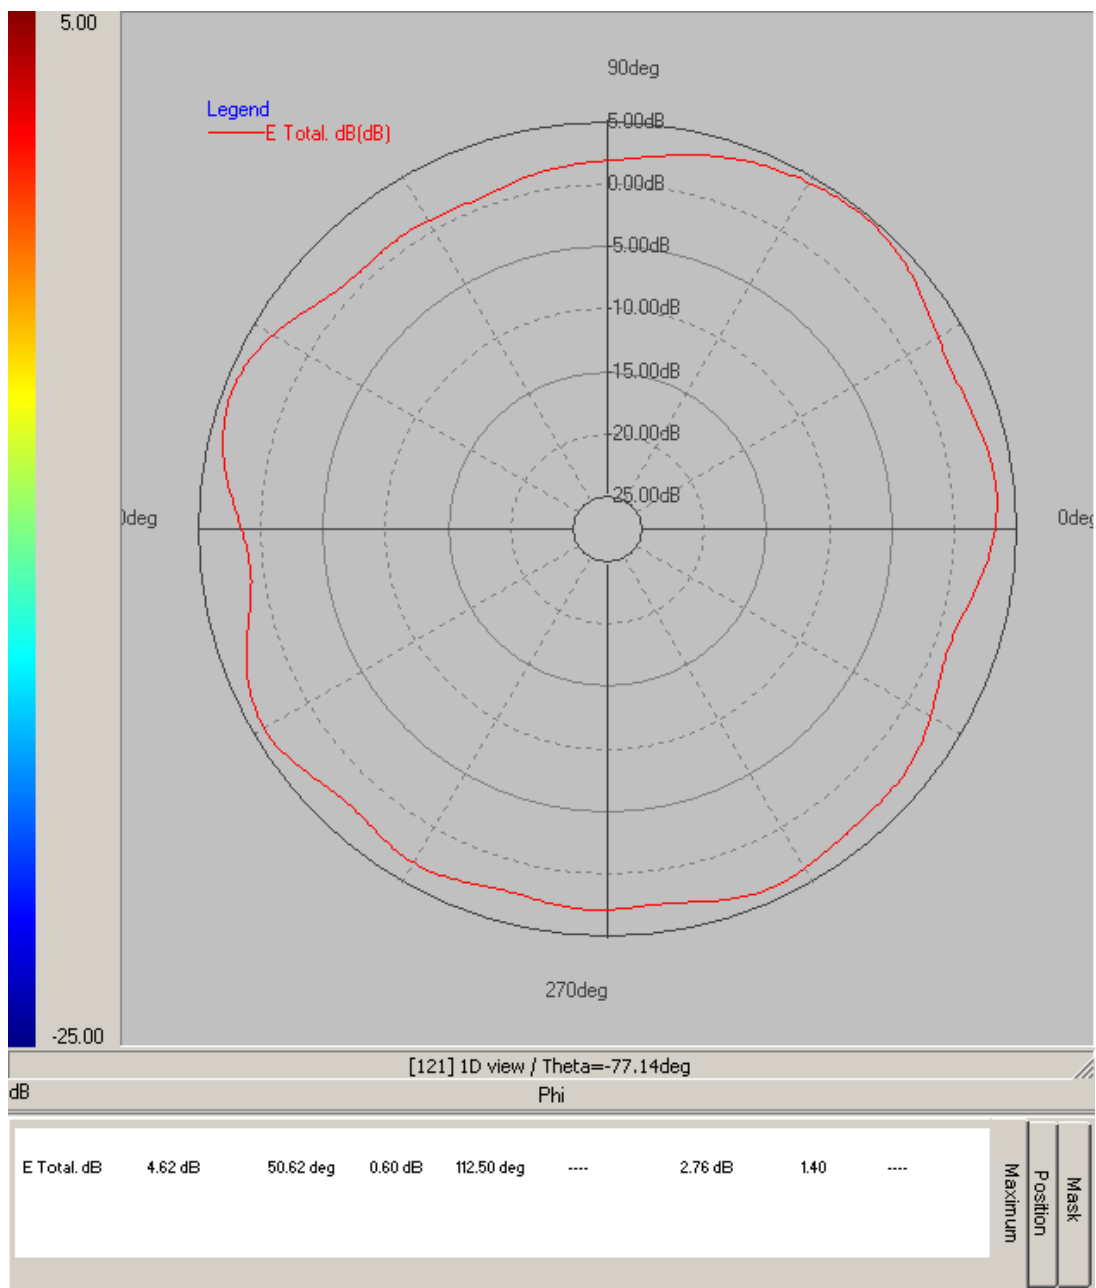 5.00
90deg
Legend
E Total. dB(dB)
5.00dB
0.00dB
-5.00dB
-10.00dB
-15.00dB
-20.00dB
-25.00dB
0deg
0deg
270deg
-25.00
[121] 1D view / Theta=-77.14deg
dB
Phi
E Total. dB 4.62 dB 50.62 deg 0.60 dB 112.50 deg ---- 2.76 dB 1.40 ----
Maximum
Position
Mask